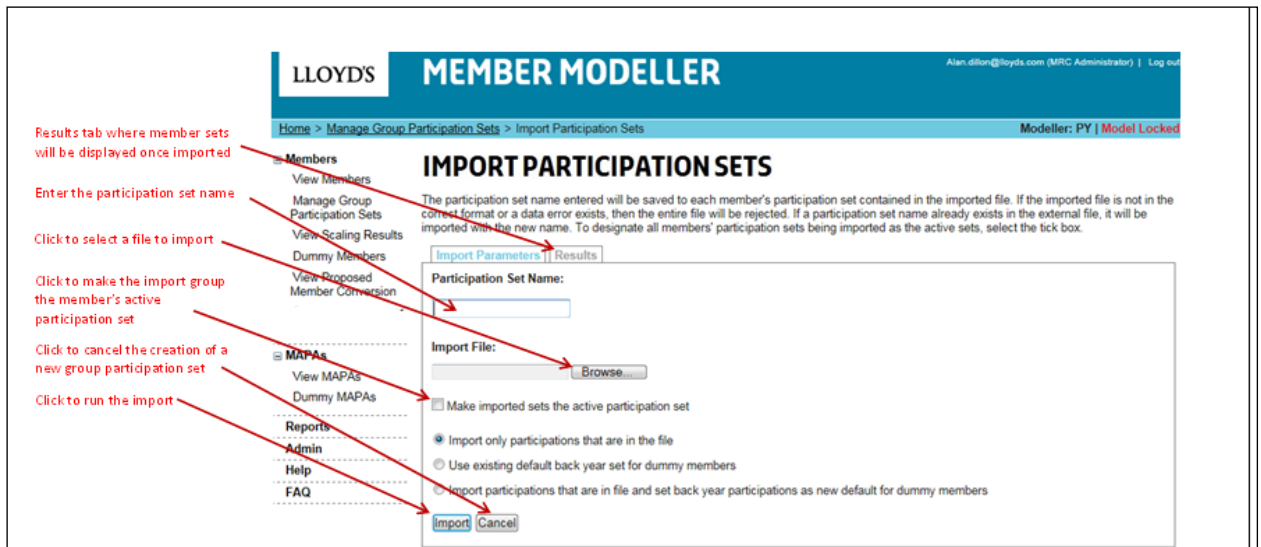 LLOYD'S
MEMBER MODELLER
Alan.dillon@lloyds.com (MRC Administrator) | Log out
Home > Manage Group Participation Sets > Import Participation Sets
Modeller: PY | Model Locked
Results tab where member sets
will be displayed once imported
Enter the participation set name
Click to select a file to import
Click to make the import group
the member's active
participation set
Click to cancel the creation of a
new group participation set
Click to run the import
Members
View Members
Manage Group
Participation Sets
View Scaling Results
Dummy Members
View Proposed
Member Conversion
MAPAs
View MAPAs
Dummy MAPAs
Reports
Admin
Help
FAQ
IMPORT PARTICIPATION SETS
The participation set name entered will be saved to each member's participation set contained in the imported file. If the imported file is not in the
correct format or a data error exists, then the entire file will be rejected. If a participation set name already exists in the external file, it will be
imported with the new name. To designate all members' participation sets being imported as the active sets, select the tick box.
Import Parameters
Results
Participation Set Name:
Import File:
Browse...
Make imported sets the active participation set
Import only participations that are in the file
Use existing default back year set for dummy members
Import participations that are in file and set back year participations as new default for dummy members
Import
Cancel